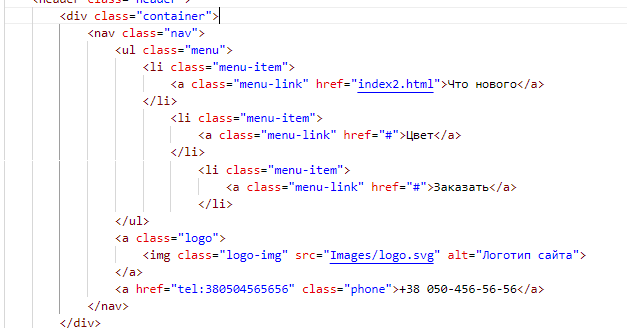 <header class="header">
<div class="container">
<nav class="nav">
<ul class="menu">
<li class="menu-item">
<a class="menu-link" href="index2.html">Что нового</a>
</li>
<li class="menu-item">
<a class="menu-link" href="#">Цвет</a>
</li>
<li class="menu-item">
<a class="menu-link" href="#">Заказать</a>
</li>
</ul>
<a class="logo">
<img class="logo-img" src="Images/logo.svg" alt="Логотип сайта">
</a>
<a href="tel:380504565656" class="phone">+38 050-456-56-56</a>
</nav>
</div>